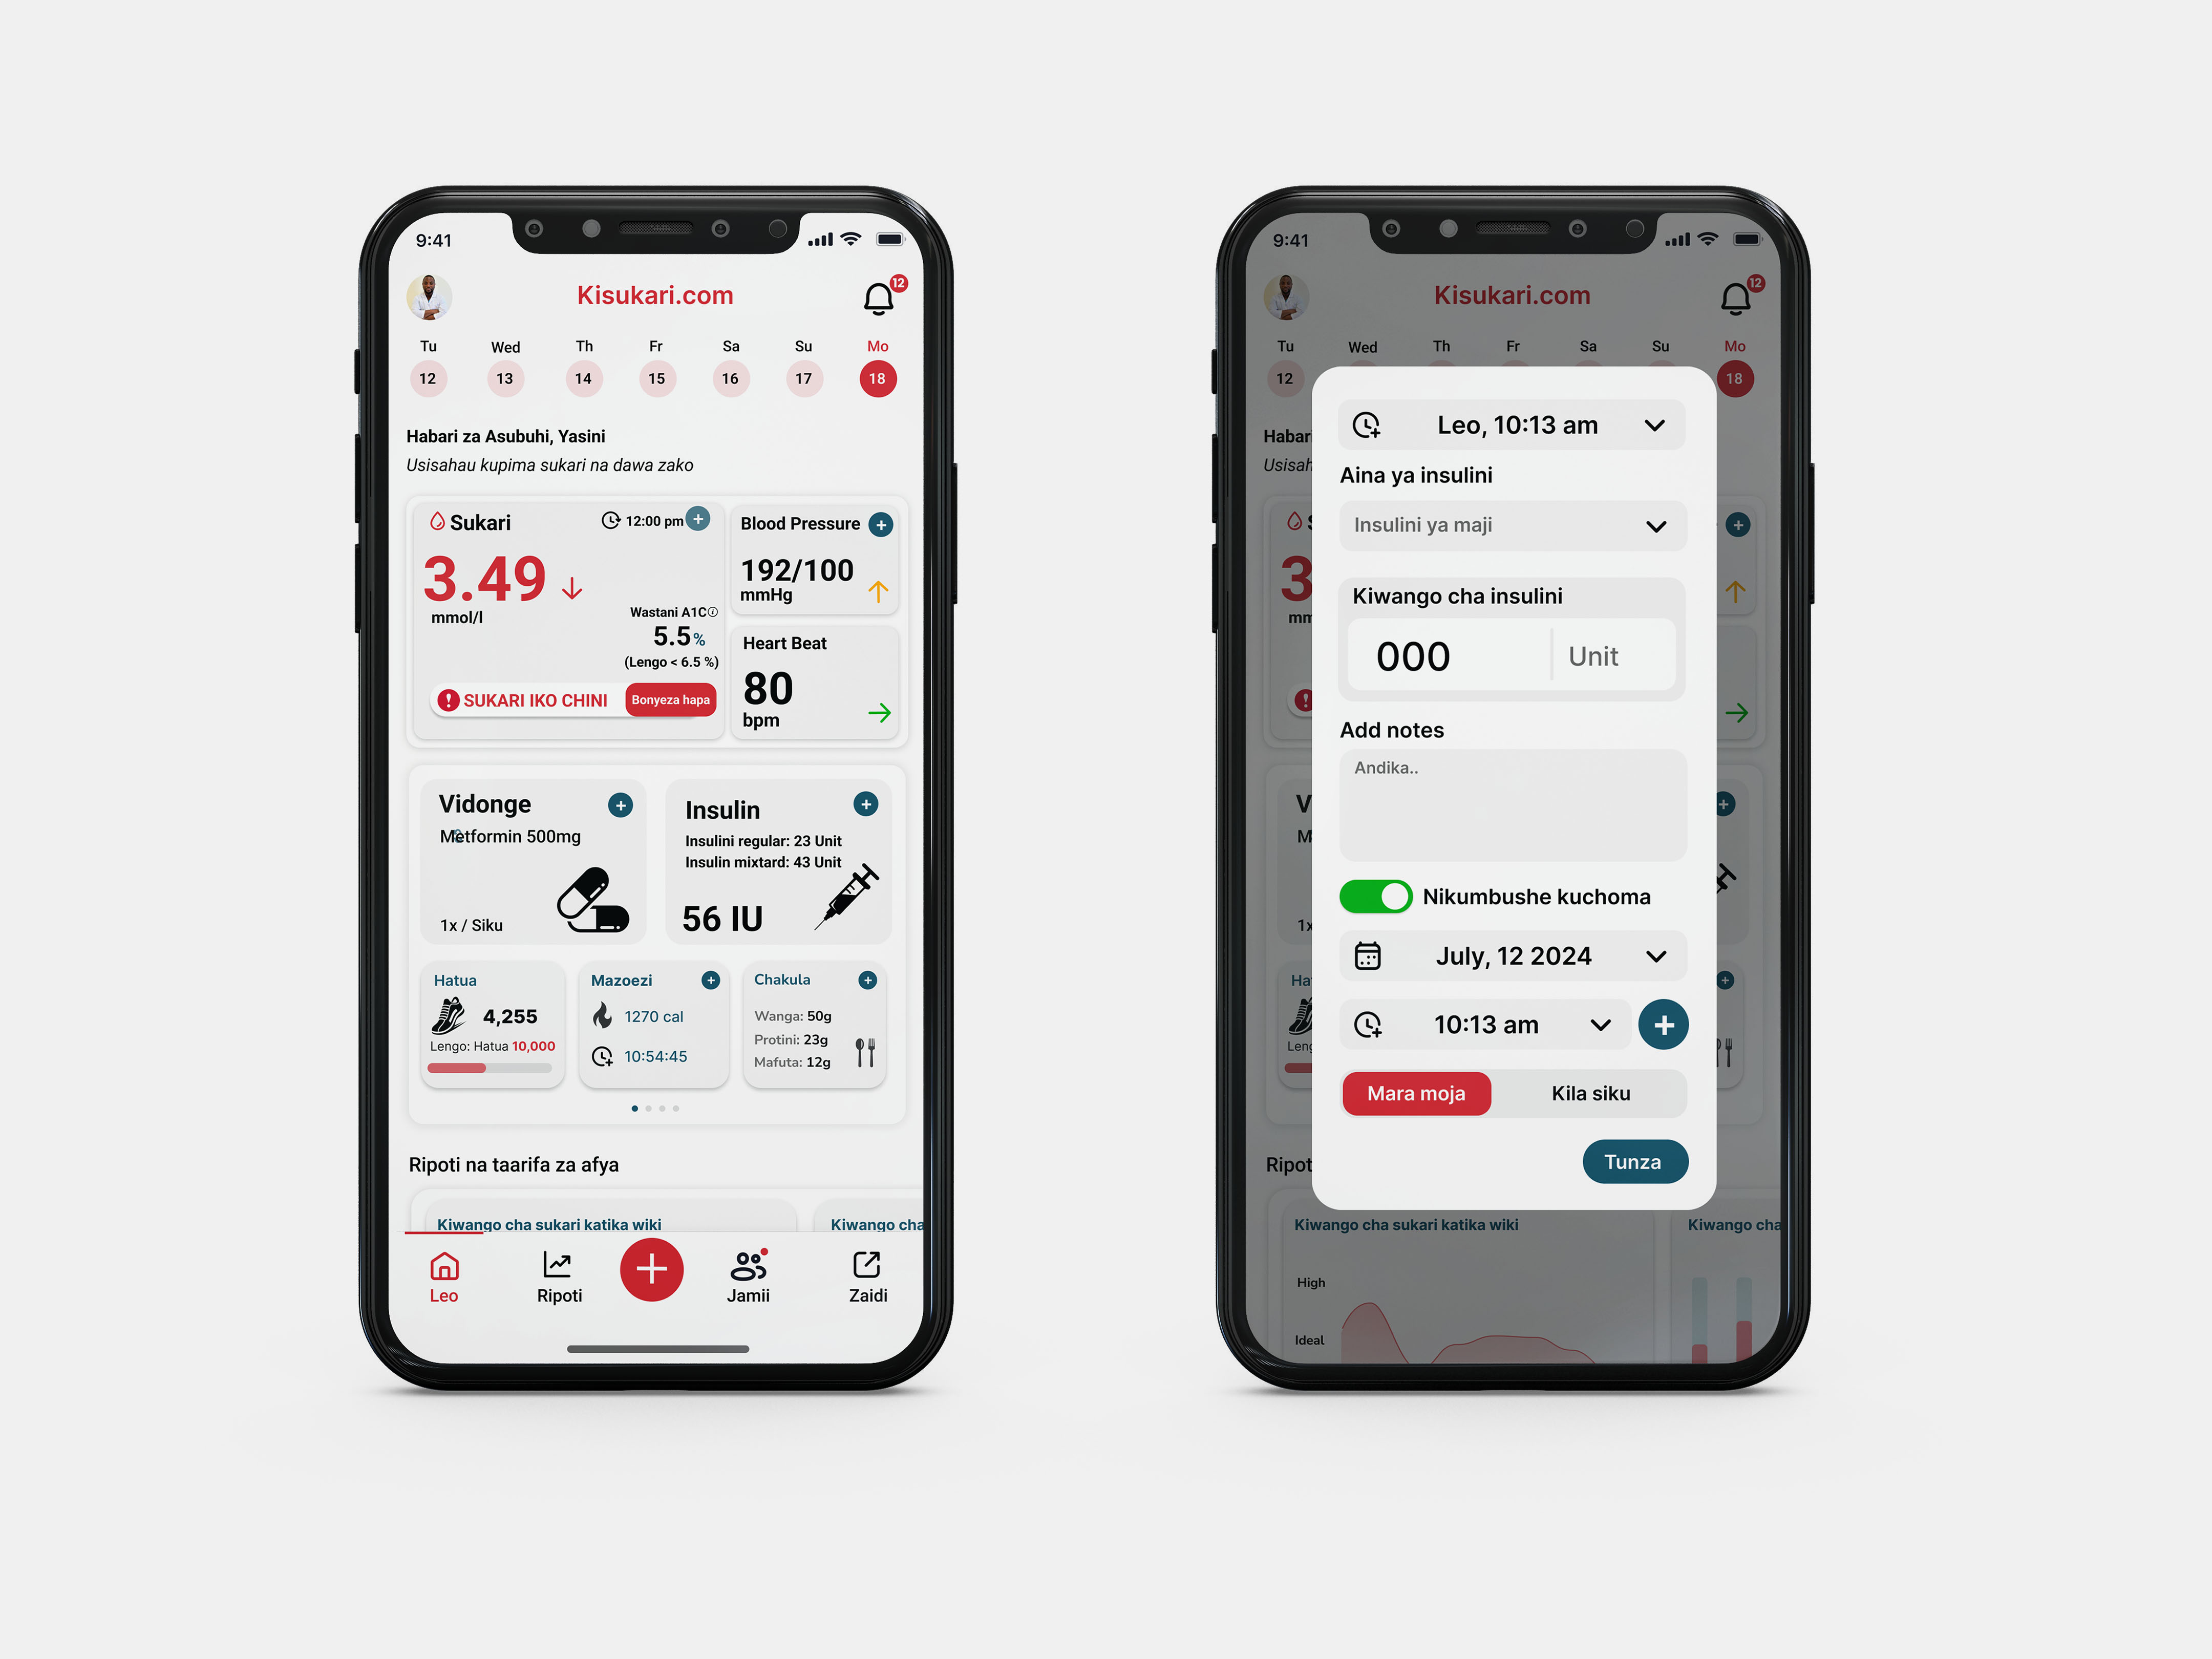 9:41
Kisukari.com
12
Tu Wed Th Fr Sa Su Mo
12 13 14 15 16 17 18
Habari za Asubuhi, Yasini
Usisahau kupima sukari na dawa zako
Sukari 12:00 pm
3.49
mmol/l
Wastani A1C
5.5%
(Lengo < 6.5 %)
SUKARI IKO CHINI Bonyeza hapa
Blood Pressure
192/100
mmHg
Heart Beat
80
bpm
Vidonge
Metformin 500mg
1x / Siku
Insulin
Insulini regular: 23 Unit
Insulin mixtard: 43 Unit
56 IU
Hatua
4,255
Lengo: Hatua 10,000
Mazoezi
1270 cal
10:54:45
Chakula
Wanga: 50g
Protini: 23g
Mafuta: 12g
Ripoti na taarifa za afya
Kiwango cha sukari katika wiki Kiwango cha
Leo Ripoti Jamii Zaidi
9:41
Kisukari.com
12
Tu Wed Th Fr Sa Su Mo
12 18
Habari
Usisah
3
mm
V
M
1x
Ha
Leng
Ripot
Leo, 10:13 am
Aina ya insulini
Insulini ya maji
Kiwango cha insulini
000 Unit
Add notes
Andika..
Nikumbushe kuchoma
July, 12 2024
10:13 am
Mara moja Kila siku
Tunza
Kiwango cha sukari katika wiki Kiwango cha
High
Ideal